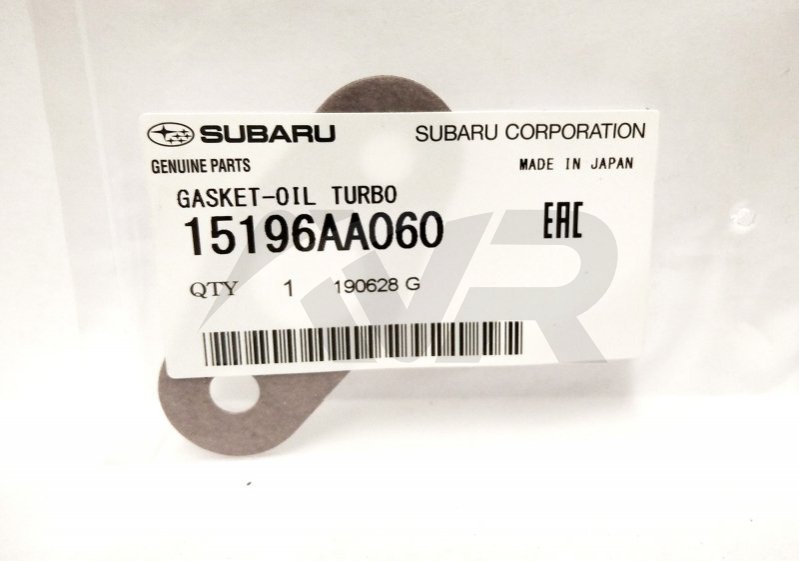 SUBARU SUBARU CORPORATION
GENUINE PARTS MADE IN JAPAN
GASKET-OIL TURBO
15196AA060 EAC
QTY 1 190628 G